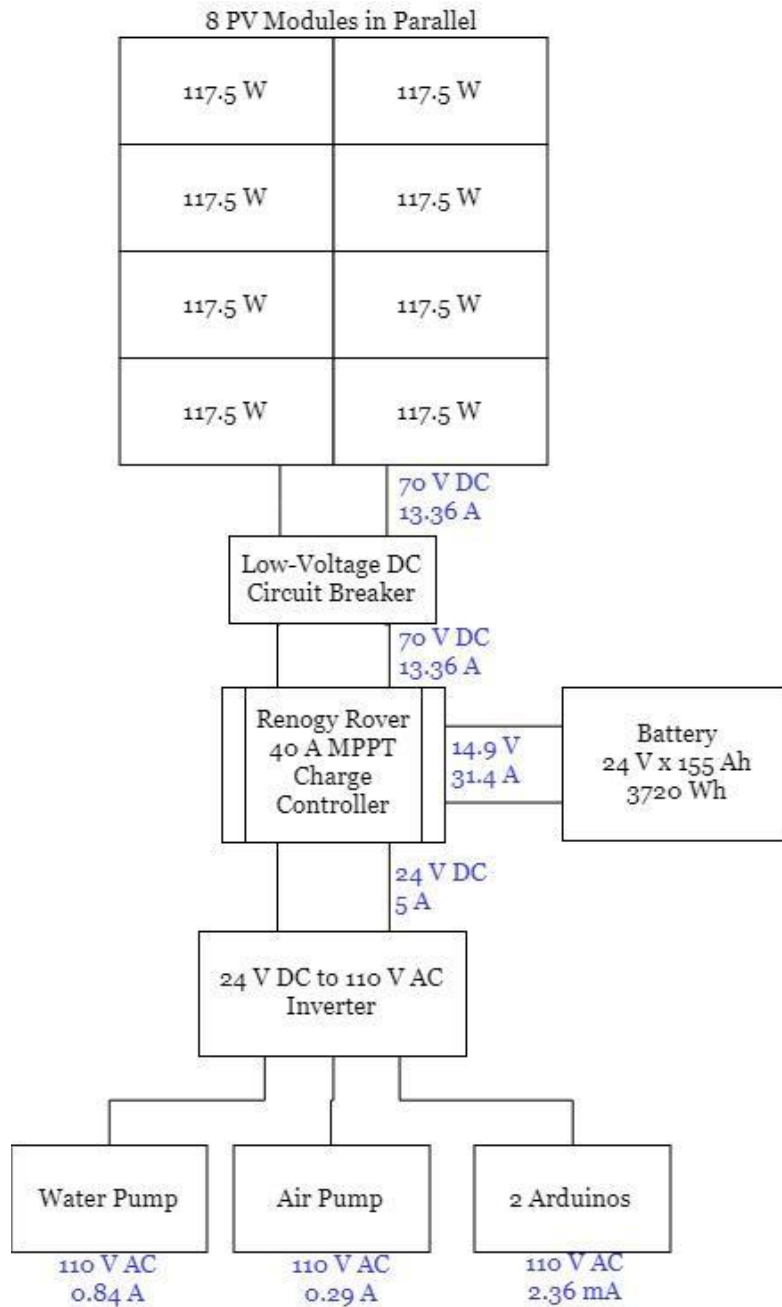 8 PV Modules in Parallel
117.5 W
117.5 W
117.5 W
117.5 W
117.5 W
117.5 W
117.5 W
117.5 W
70 V DC
13.36 A
Low-Voltage DC
Circuit Breaker
70 V DC
13.36 A
Renogy Rover
40 A MPPT
Charge
Controller
14.9 V
31.4 A
Battery
24 V x 155 Ah
3720 Wh
24 V DC
5 A
24 V DC to 110 V AC
Inverter
Water Pump
Air Pump
2 Arduinos
110 V AC
0.84 A
110 V AC
0.29 A
110 V AC
2.36 mA